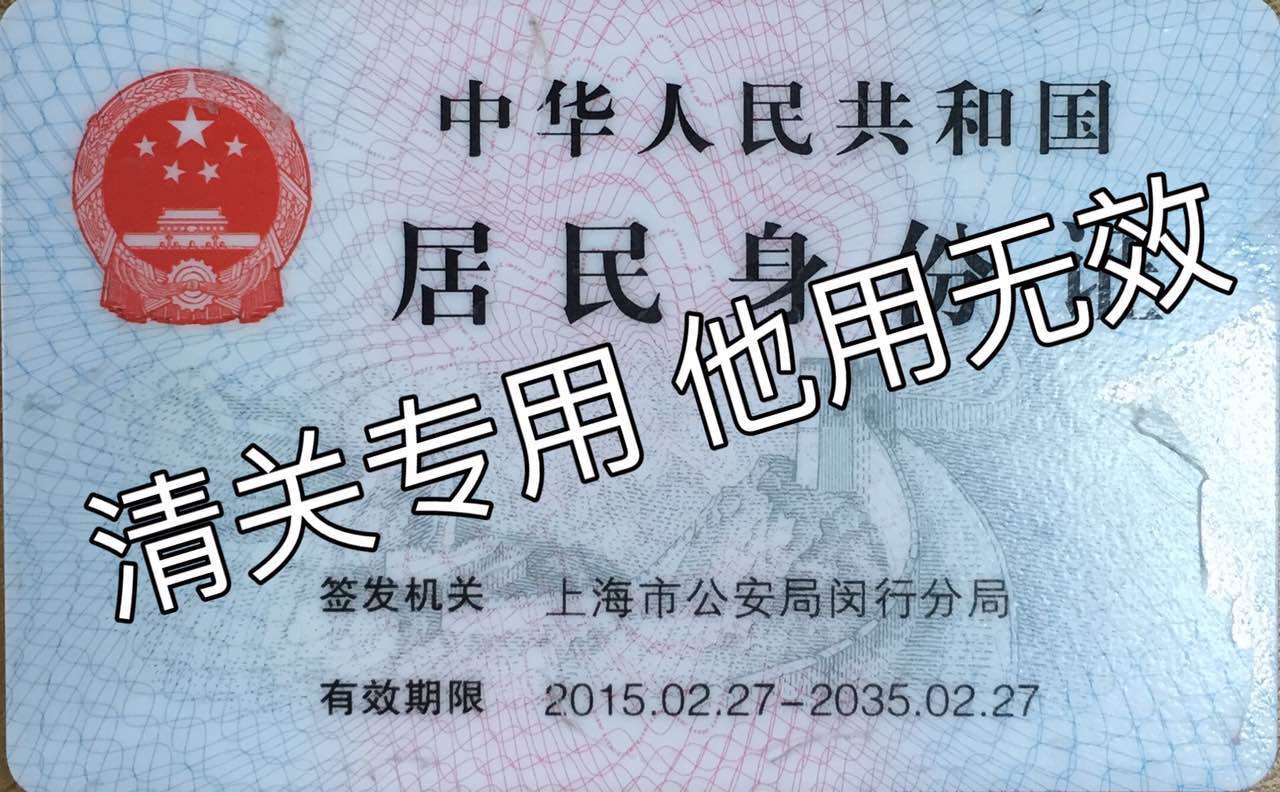 中华人民共和国
居民身份证
清关专用 他用无效
签发机关 上海市公安局闵行分局
有效期限 2015.02.27-2035.02.27